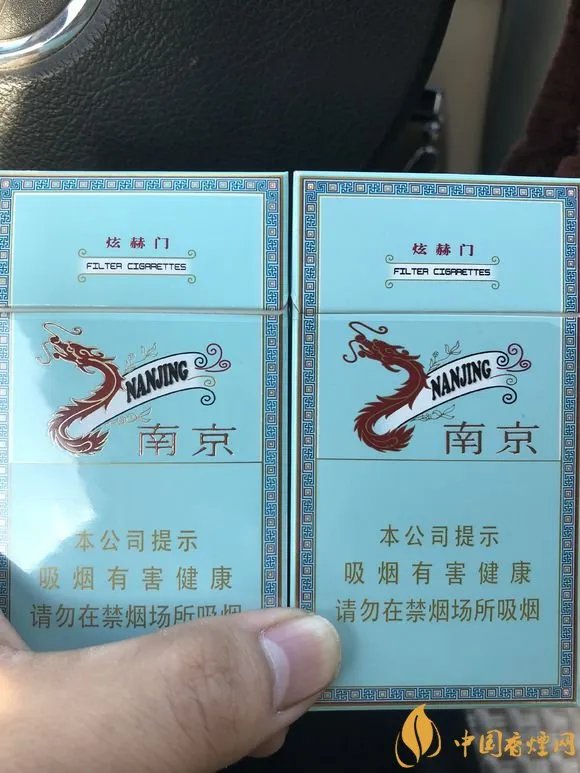 炫赫门
FILTER CIGARETTES
NANJING
南京
本公司提示
吸烟有害健康
请勿在禁烟场所吸烟
炫赫门
FILTER CIGARETTES
NANJING
南京
本公司提示
吸烟有害健康
请勿在禁烟场所吸烟
中国香烟网